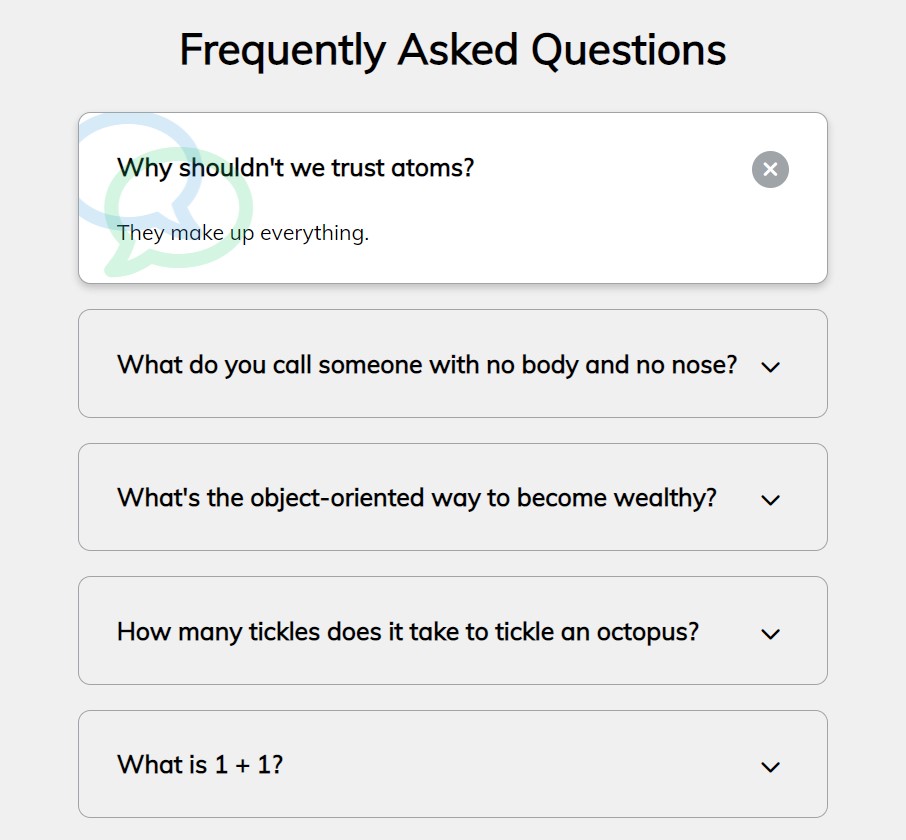 Frequently Asked Questions
Why shouldn't we trust atoms?
They make up everything.
What do you call someone with no body and no nose?
What's the object-oriented way to become wealthy?
How many tickles does it take to tickle an octopus?
What is 1 + 1?